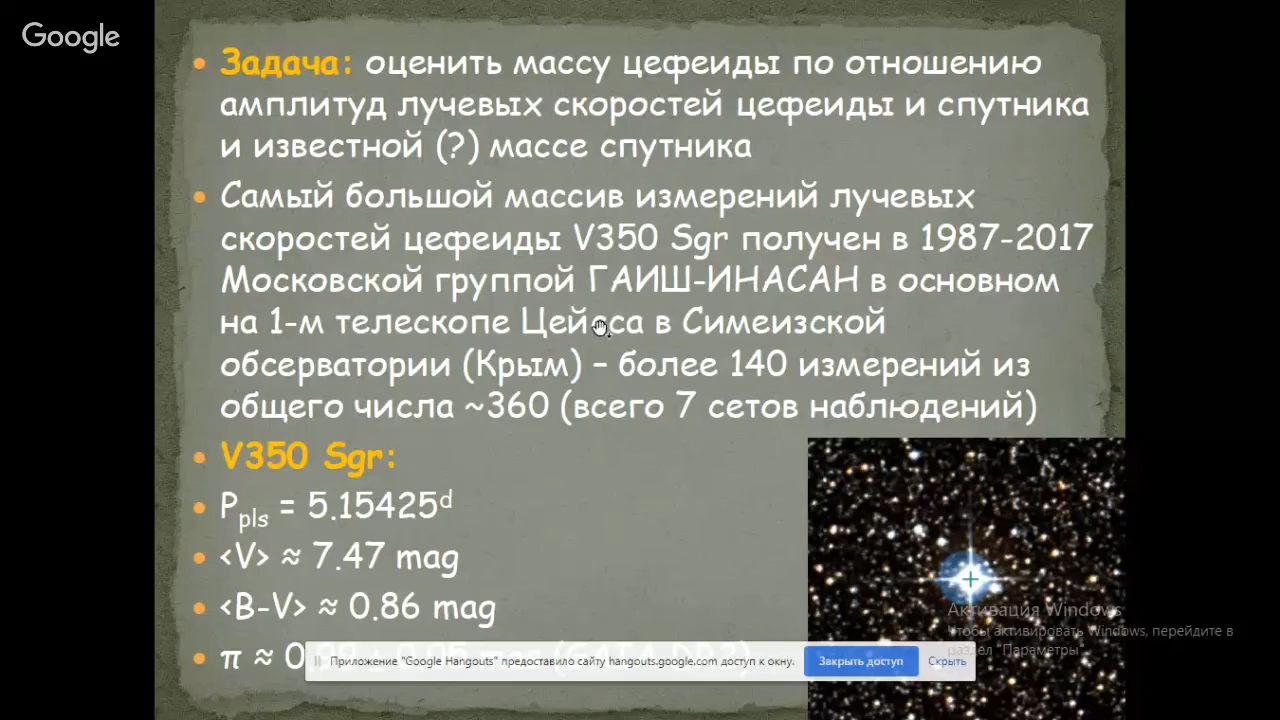 Google
Задача: оценить массу цефеиды по отношению
амплитуд лучевых скоростей цефеиды и спутника
и известной (?) массе спутника
Самый большой массив измерений лучевых
скоростей цефеиды V350 Sgr получен в 1987-2017
Московской группой ГАИШ-ИНАСАН в основном
на 1-м телескопе Цейсса в Симеизской
обсерватории (Крым) – более 140 измерений из
общего числа ~360 (всего 7 сетов наблюдений)
V350 Sgr:
Ppls = 5.15425d
<V> ≈ 7.47 mag
<B-V> ≈ 0.86 mag
π ≈ 0
Приложение "Google Hangouts" предоставило сайту hangouts.google.com доступ к окну.
Закрыть доступ
Скрыть
Активация Windows
Чтобы активировать Windows, перейдите в
раздел "Параметры".